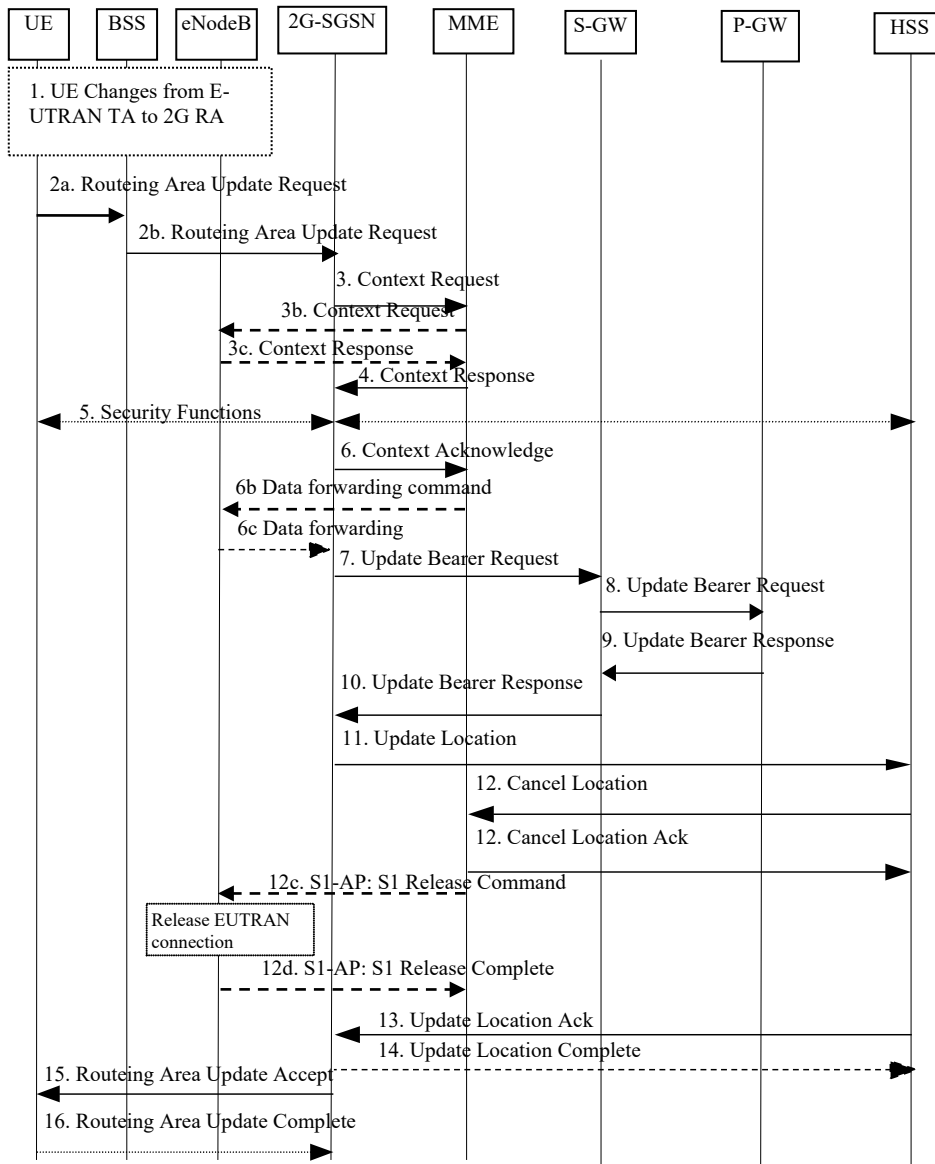 UE
BSS
eNodeB
2G-SGSN
MME
S-GW
P-GW
HSS
1. UE Changes from E-
UTRAN TA to 2G RA
2a. Routeing Area Update Request
2b. Routeing Area Update Request
3. Context Request
3b. Context Request
3c. Context Response
4. Context Response
5. Security Functions
6. Context Acknowledge
6b Data forwarding command
6c Data forwarding
7. Update Bearer Request
8. Update Bearer Request
9. Update Bearer Response
10. Update Bearer Response
11. Update Location
12. Cancel Location
12. Cancel Location Ack
12c. S1-AP: S1 Release Command
Release EUTRAN
connection
12d. S1-AP: S1 Release Complete
13. Update Location Ack
14. Update Location Complete
15. Routeing Area Update Accept
16. Routeing Area Update Complete